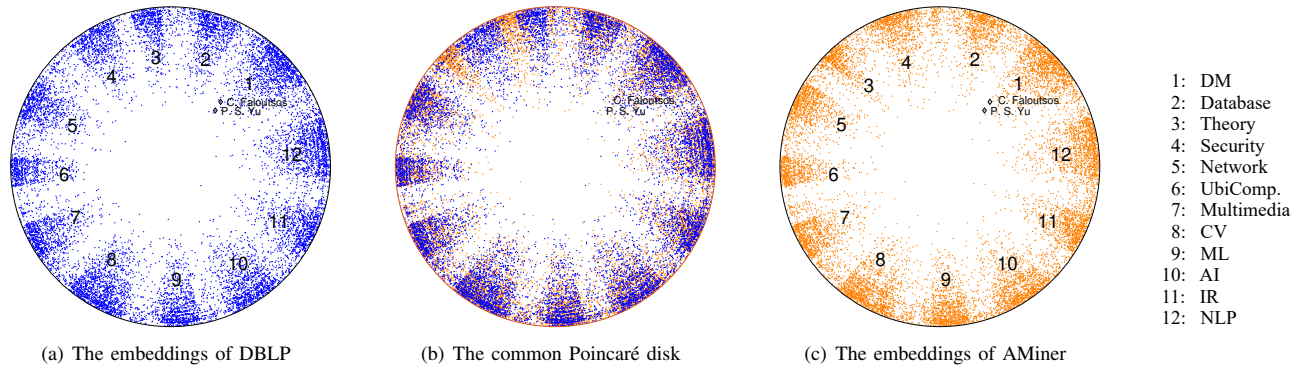 3
2
4
1
C. Faloutsos
P. S. Yu
5
12
6
7
11
8
10
9
(a) The embeddings of DBLP
C. Faloutsos
P. S. Yu
(b) The common Poincaré disk
4
2
3
1
C. Faloutsos
P. S. Yu
5
12
6
7
11
8
10
9
(c) The embeddings of AMiner
1: DM
2: Database
3: Theory
4: Security
5: Network
6: UbiComp.
7: Multimedia
8: CV
9: ML
10: AI
11: IR
12: NLP